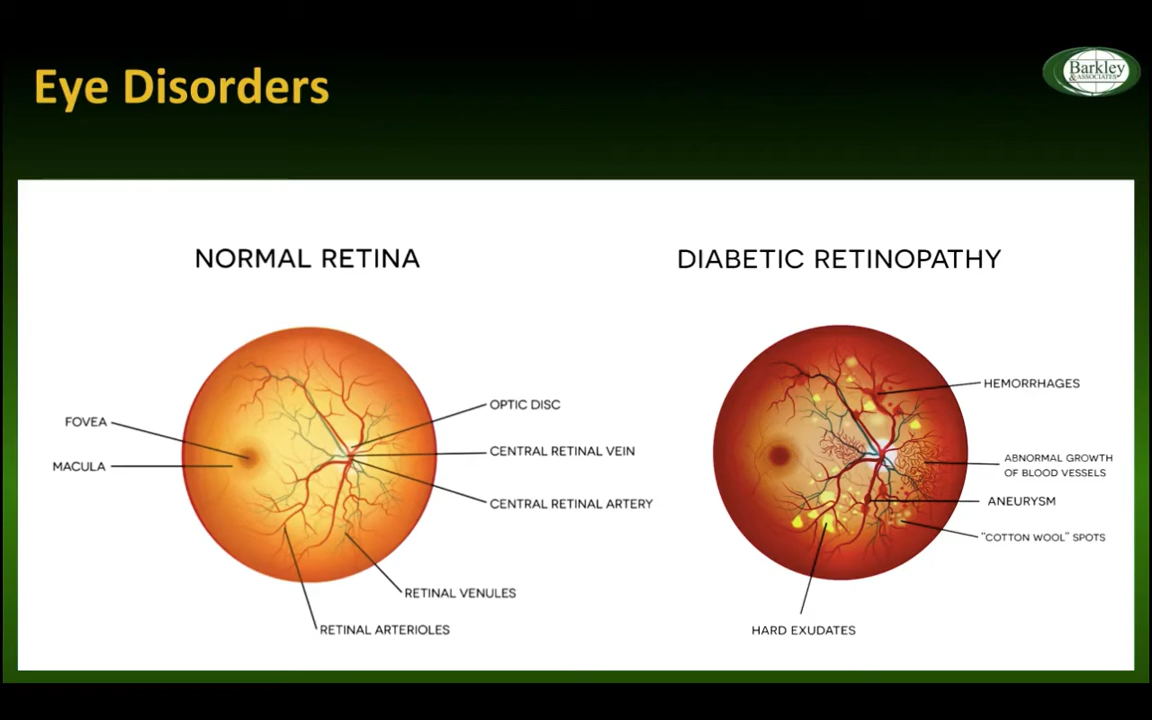 Eye Disorders
Barkley
& ASSOCIATES
NORMAL RETINA
FOVEA
MACULA
OPTIC DISC
CENTRAL RETINAL VEIN
CENTRAL RETINAL ARTERY
RETINAL VENULES
RETINAL ARTERIOLES
DIABETIC RETINOPATHY
HEMORRHAGES
ABNORMAL GROWTH
OF BLOOD VESSELS
ANEURYSM
"COTTON WOOL" SPOTS
HARD EXUDATES